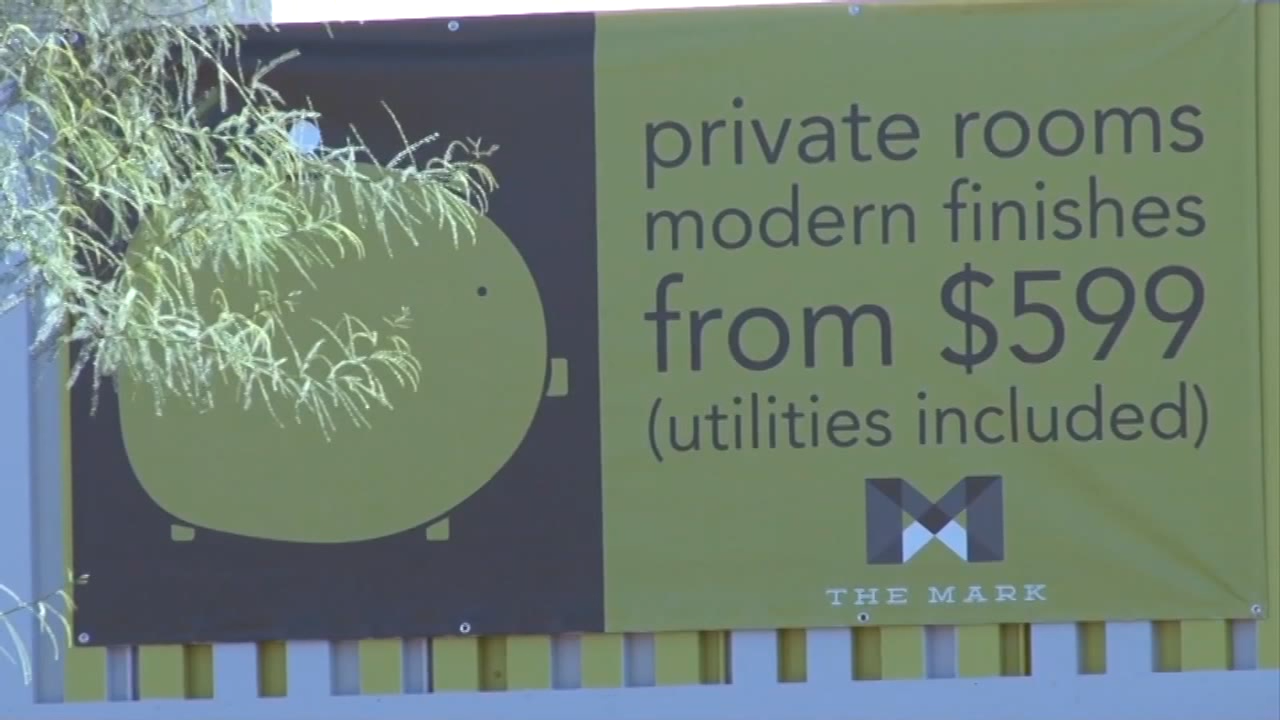 private rooms
modern finishes
from $599
(utilities included)
THE MARK